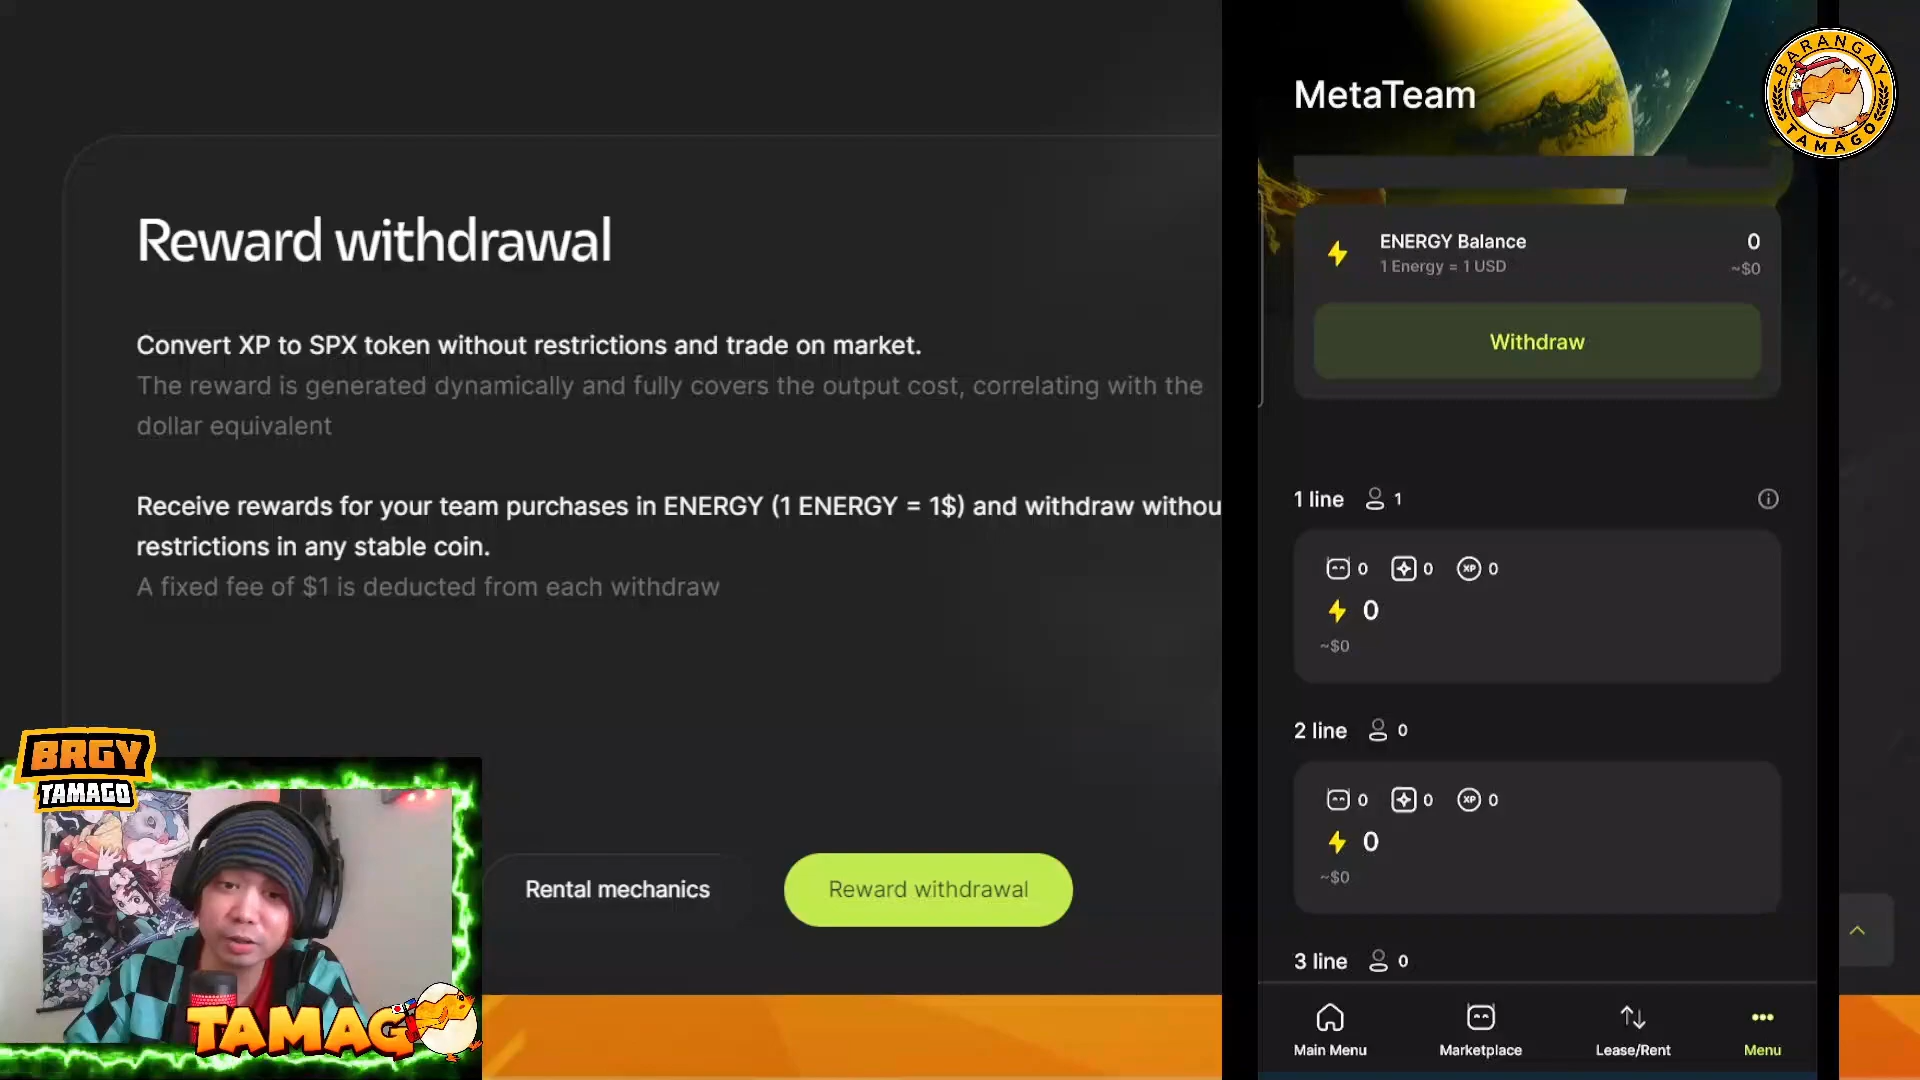 Reward withdrawal
Convert XP to SPX token without restrictions and trade on market.
The reward is generated dynamically and fully covers the output cost, correlating with the
dollar equivalent
Receive rewards for your team purchases in ENERGY (1 ENERGY = 1$) and withdraw withou
restrictions in any stable coin.
A fixed fee of $1 is deducted from each withdraw
Rental mechanics
Reward withdrawal
BRGY
TAMAGO
TAMAG
MetaTeam
BARANGAY
TAMAGO
ENERGY Balance
0
1 Energy = 1 USD
~$0
Withdraw
1 line 1
0 0 XP 0
0
~$0
2 line 0
0 0 XP 0
0
~$0
3 line 0
Main Menu
Marketplace
Lease/Rent
Menu